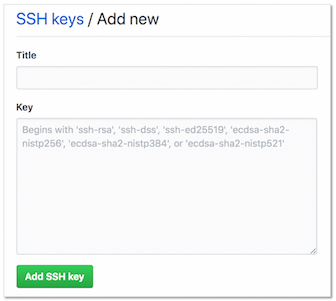 SSH keys / Add new
Title
Key
Begins with 'ssh-rsa', 'ssh-dss', 'ssh-ed25519', 'ecdsa-sha2-
nistp256', 'ecdsa-sha2-nistp384', or 'ecdsa-sha2-nistp521'
Add SSH key